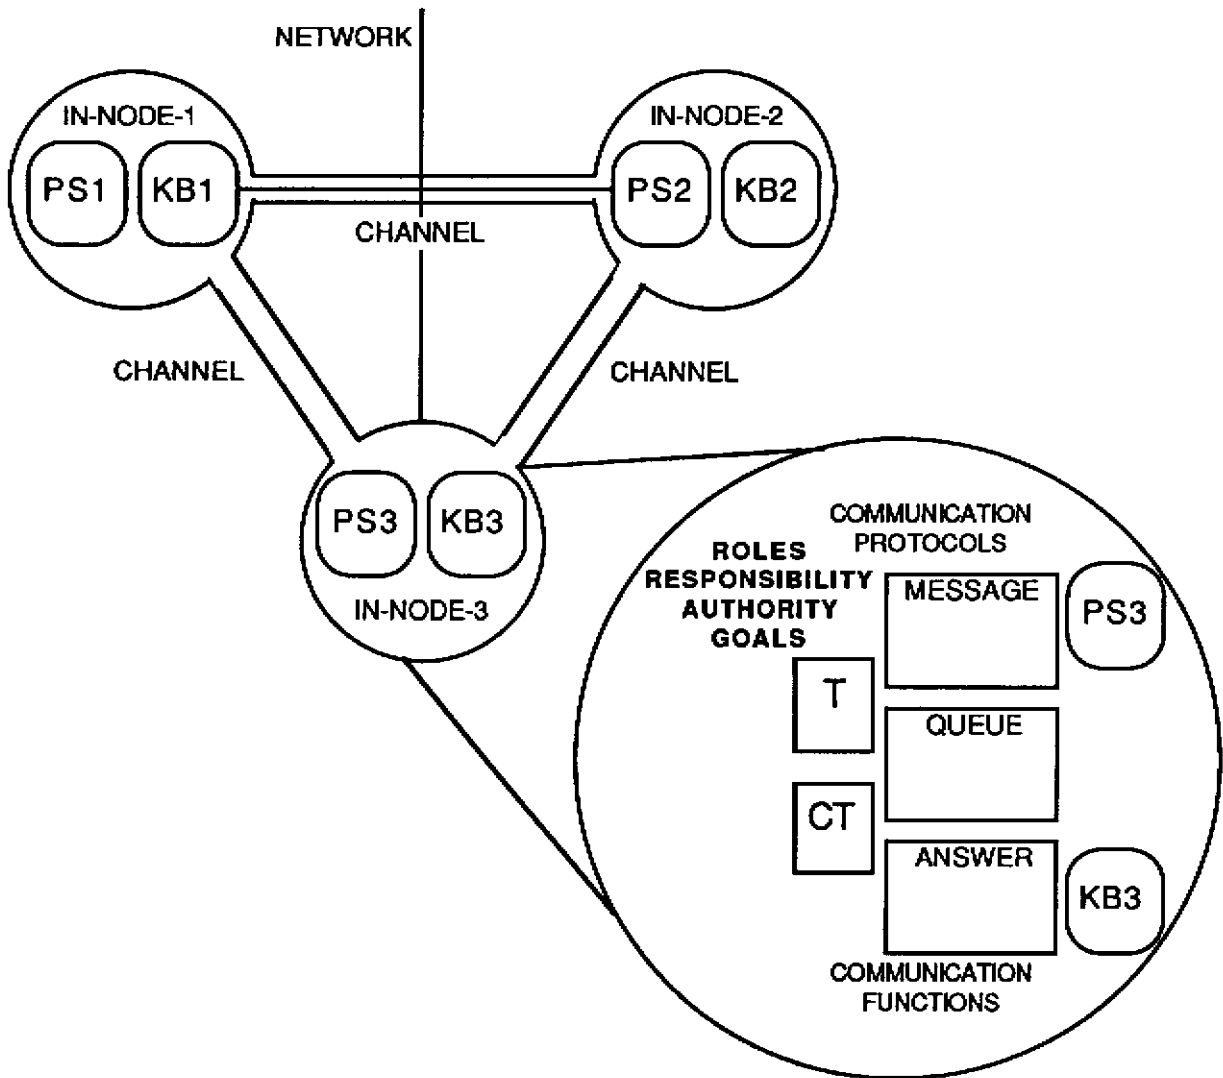 NETWORK
IN-NODE-1
IN-NODE-2
PS1
KB1
PS2
KB2
CHANNEL
CHANNEL
CHANNEL
PS3
KB3
IN-NODE-3
COMMUNICATION
PROTOCOLS
ROLES
RESPONSIBILITY
AUTHORITY
GOALS
MESSAGE
PS3
T
QUEUE
CT
ANSWER
KB3
COMMUNICATION
FUNCTIONS